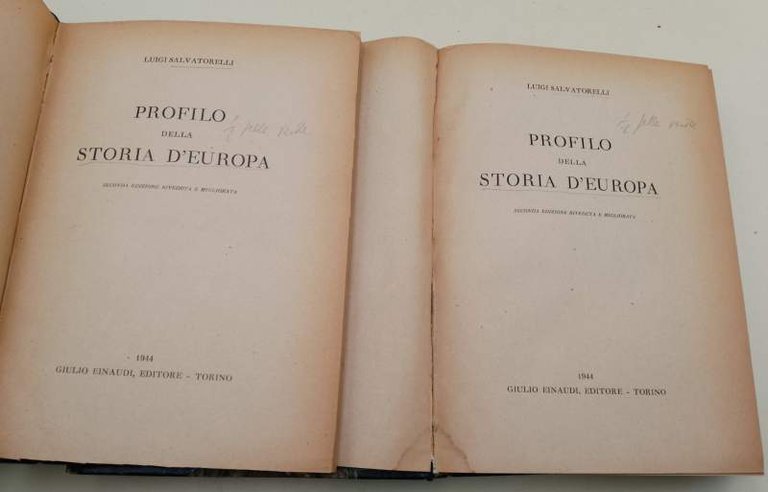 LUIGI SALVATORELLI
PROFILO
DELLA
STORIA D'EUROPA
SECONDA EDIZIONE RIVEDUTA E MIGLIORATA
1944
GIULIO EINAUDI, EDITORE - TORINO
LUIGI SALVATORELLI
PROFILO
DELLA
STORIA D'EUROPA
SECONDA EDIZIONE RIVEDUTA E MIGLIORATA
1944
GIULIO EINAUDI, EDITORE - TORINO